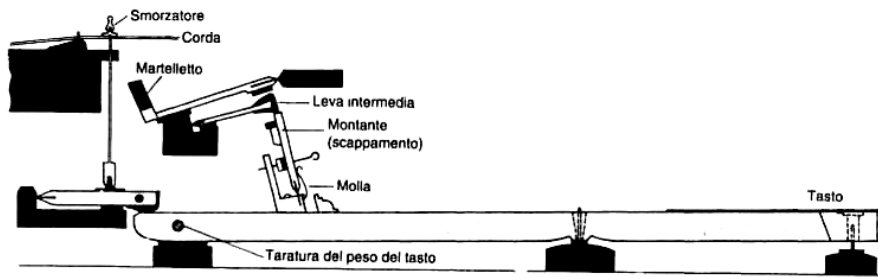 Smorzatore
Corda
Martelletto
Leva intermedia
Montante
(scappamento)
Molla
Tasto
Taratura del peso del tasto